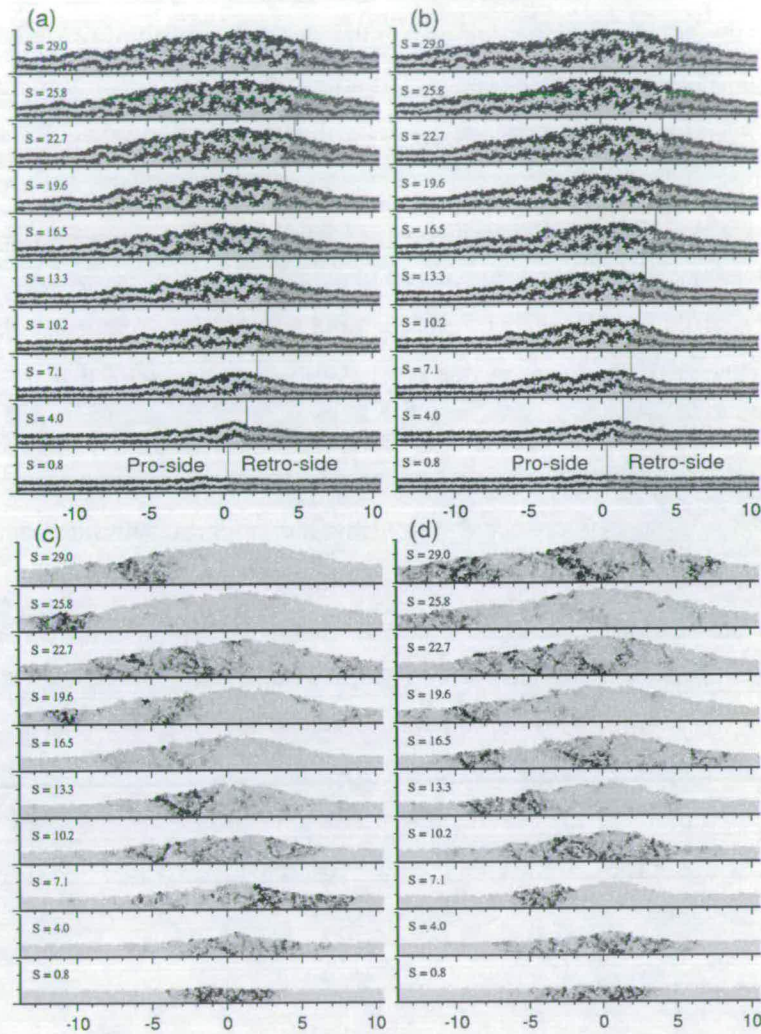 (a)
S = 29.0
S = 25.8
S = 22.7
S = 19.6
S = 16.5
S = 13.3
S = 10.2
S = 7.1
S = 4.0
S = 0.8
Pro-side Retro-side
-10 -5 0 5 10
(b)
S = 29.0
S = 25.8
S = 22.7
S = 19.6
S = 16.5
S = 13.3
S = 10.2
S = 7.1
S = 4.0
S = 0.8
Pro-side Retro-side
-10 -5 0 5 10
(c)
S = 29.0
S = 25.8
S = 22.7
S = 19.6
S = 16.5
S = 13.3
S = 10.2
S = 7.1
S = 4.0
S = 0.8
-10 -5 0 5 10
(d)
S = 29.0
S = 25.8
S = 22.7
S = 19.6
S = 16.5
S = 13.3
S = 10.2
S = 7.1
S = 4.0
S = 0.8
-10 -5 0 5 10